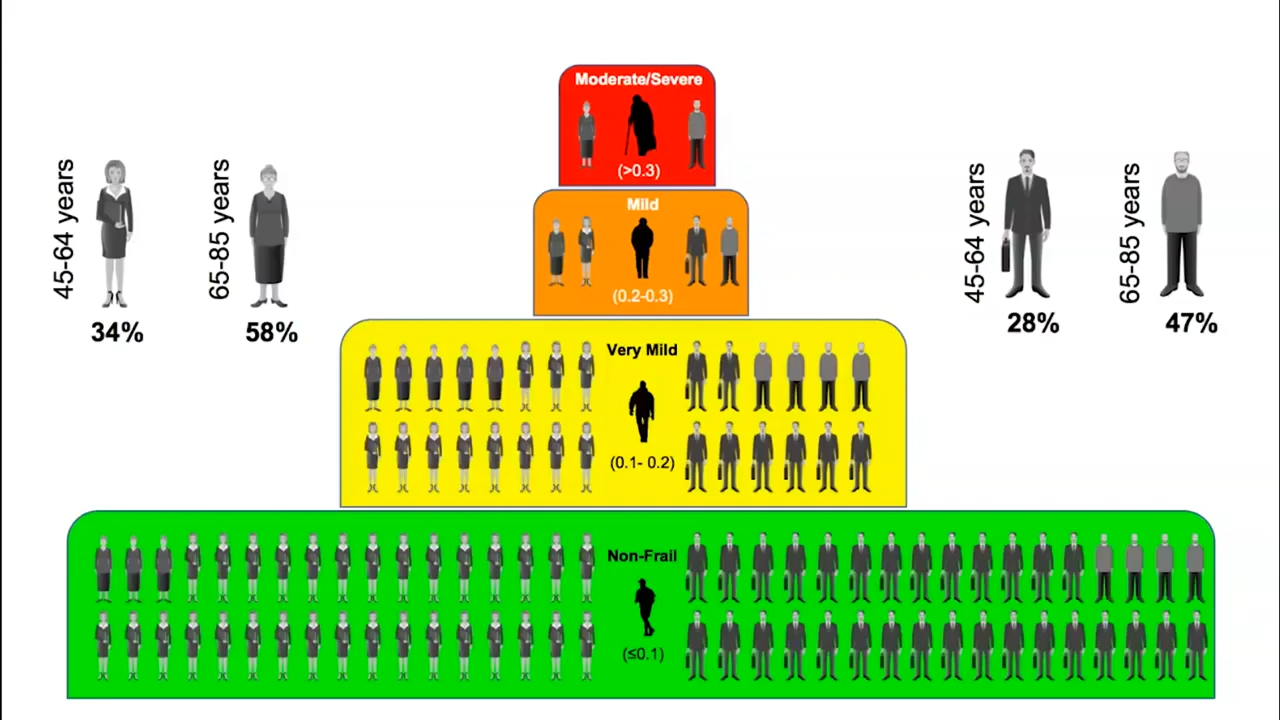 Moderate/Severe
(>0.3)
Mild
(0.2-0.3)
45-64 years
34%
65-85 years
58%
45-64 years
28%
65-85 years
47%
Very Mild
(0.1- 0.2)
Non-Frail
(≤0.1)